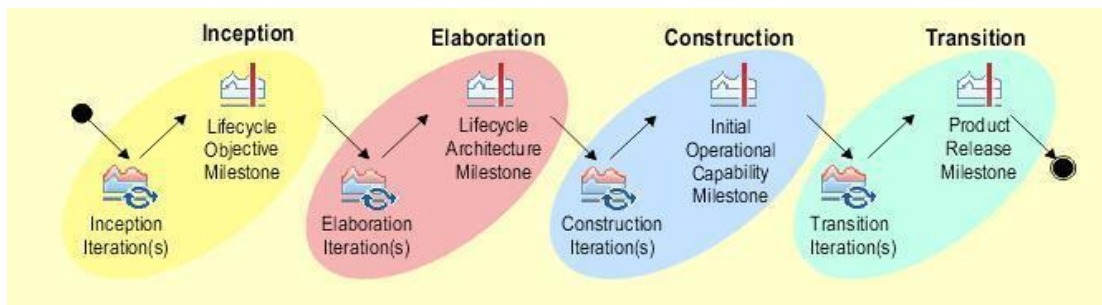 Inception
Elaboration
Construction
Transition
Lifecycle
Objective
Milestone
Inception
Iteration(s)
Lifecycle
Architecture
Milestone
Elaboration
Iteration(s)
Initial
Operational
Capability
Milestone
Construction
Iteration(s)
Product
Release
Milestone
Transition
Iteration(s)